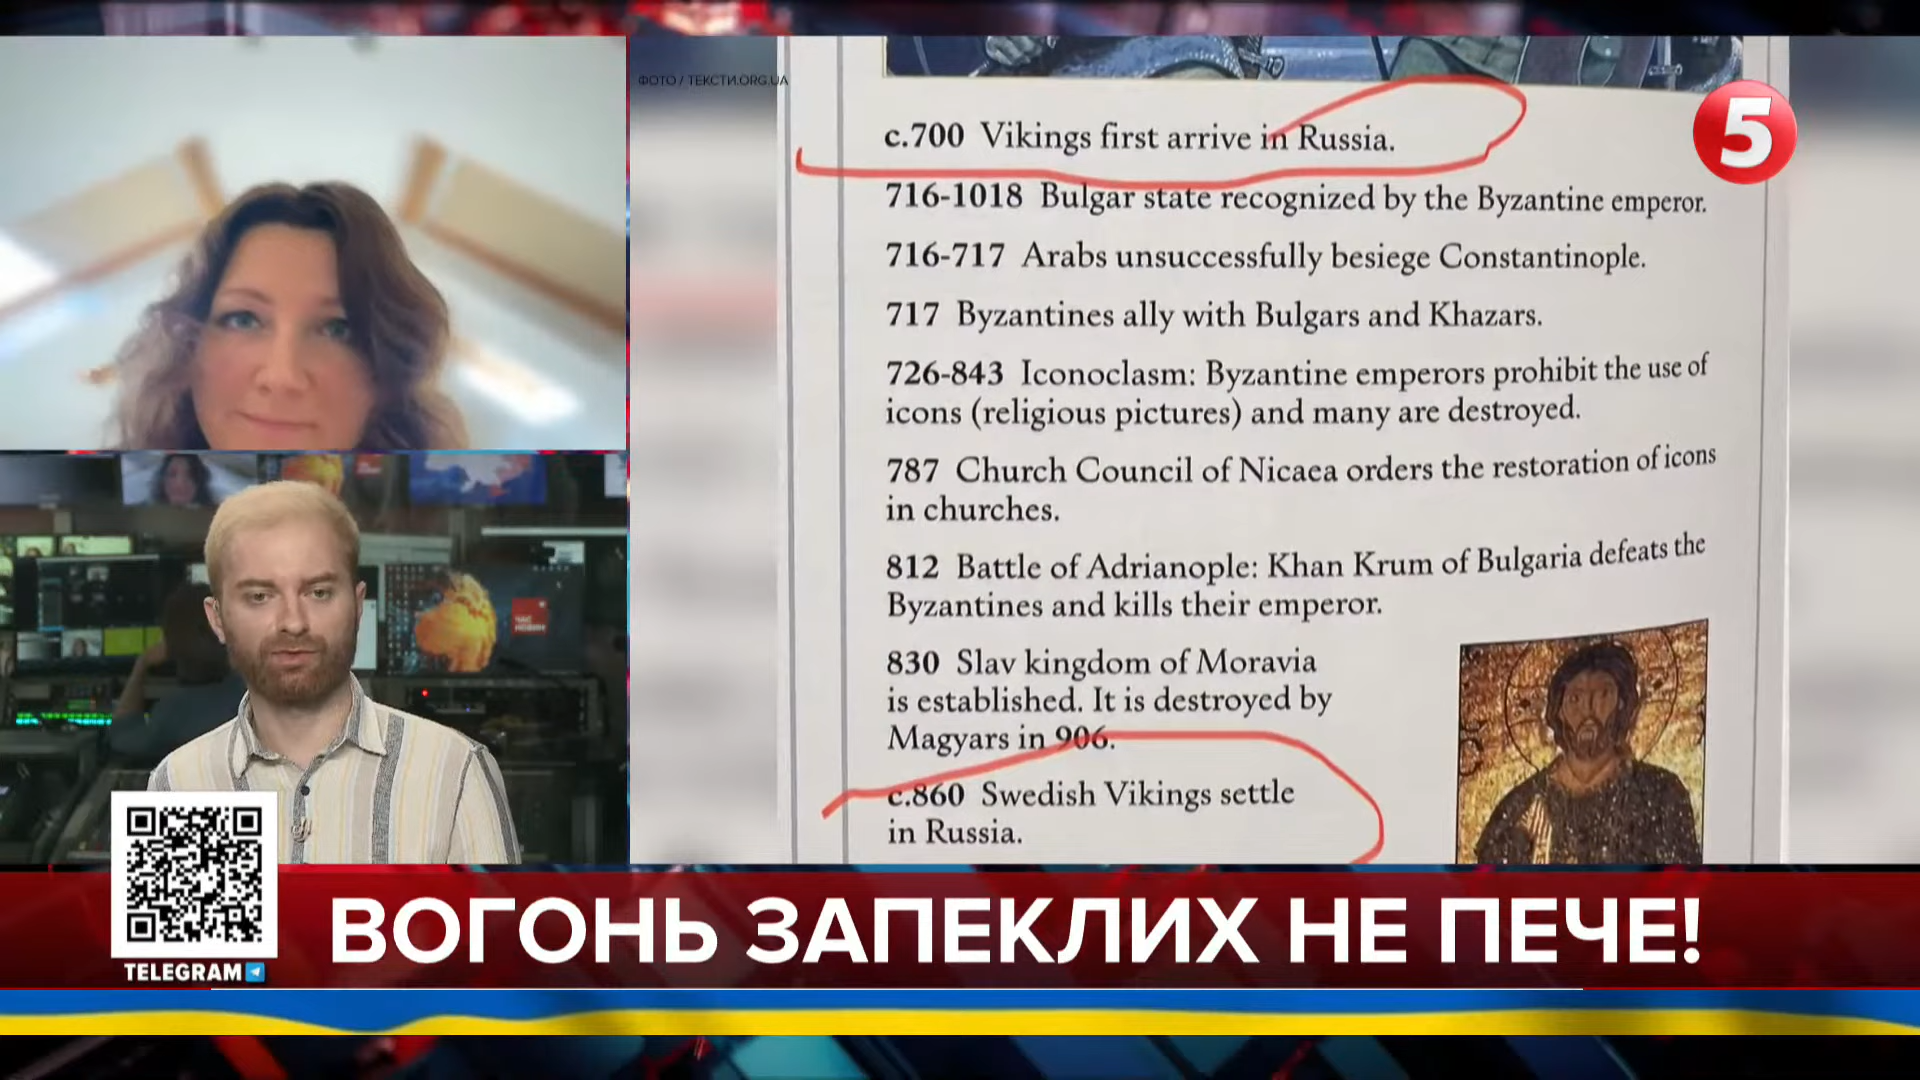 ФОТО / ТЕКСТИ.ORG.UA
5
c.700 Vikings first arrive in Russia.
716-1018 Bulgar state recognized by the Byzantine emperor.
716-717 Arabs unsuccessfully besiege Constantinople.
717 Byzantines ally with Bulgars and Khazars.
726-843 Iconoclasm: Byzantine emperors prohibit the use of
icons (religious pictures) and many are destroyed.
787 Church Council of Nicaea orders the restoration of icons
in churches.
812 Battle of Adrianople: Khan Krum of Bulgaria defeats the
Byzantines and kills their emperor.
830 Slav kingdom of Moravia
is established. It is destroyed by
Magyars in 906.
c.860 Swedish Vikings settle
in Russia.
ЧАС
НОВИН
ВОГОНЬ ЗАПЕКЛИХ НЕ ПЕЧЕ!
TELEGRAM